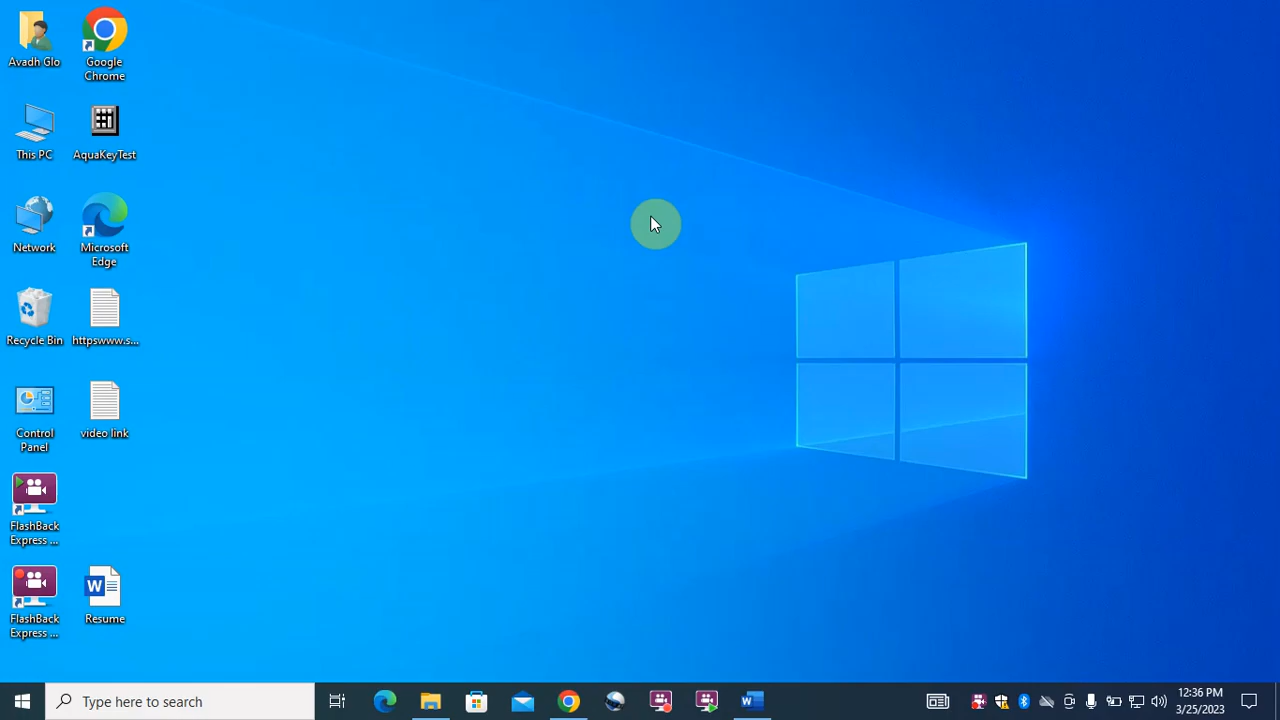 Avadh Glo
Google
Chrome
This PC
AquaKeyTest
Network
Microsoft
Edge
Recycle Bin
httpswww.s...
Control
Panel
video link
FlashBack
Express ...
FlashBack
Express ...
W
Resume
Type here to search
W
12:36 PM
3/25/2023